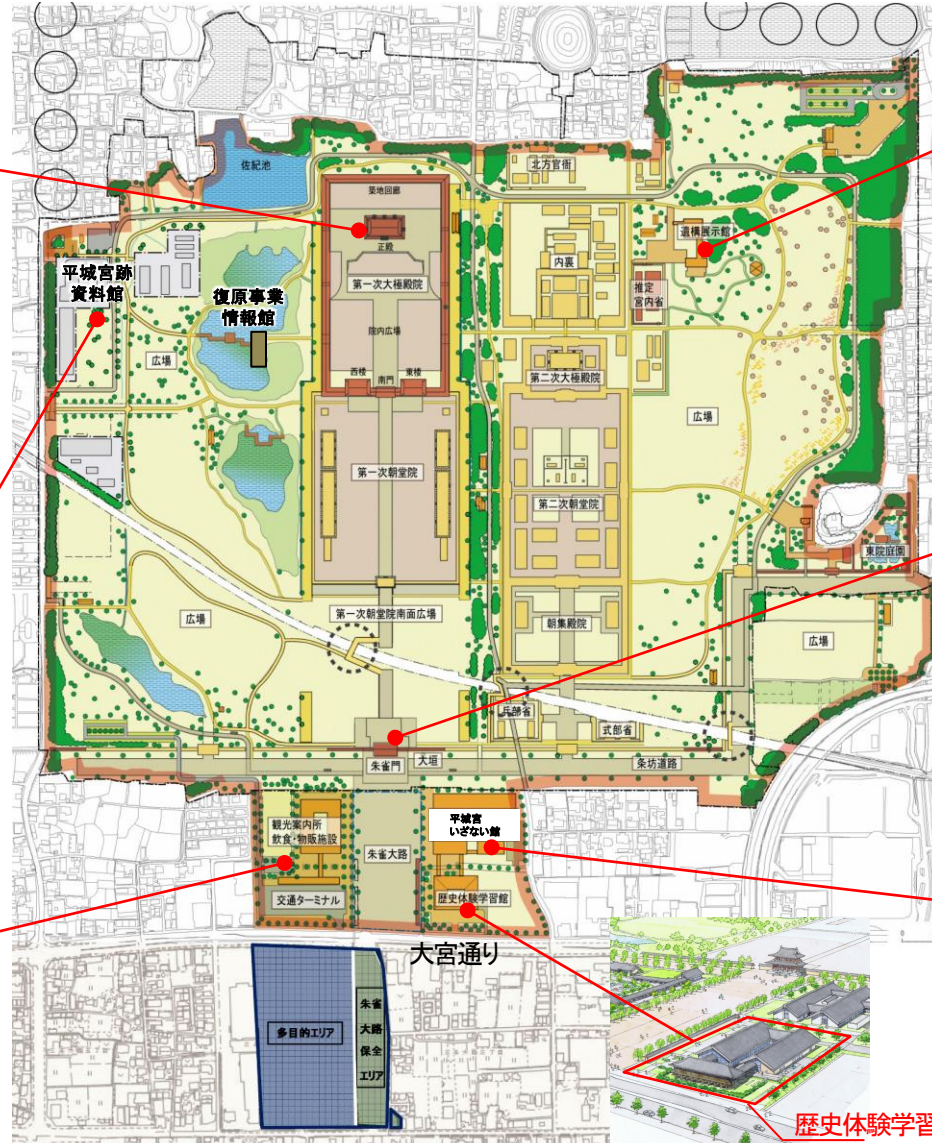 佐紀池
北方官衙
築地回廊
遺構展示館
正殿
内裏
平城宮跡
資料館
復原事業
情報館
第一次大極殿院
推定
宮内省
院内広場
広場
西楼
南門
東楼
第二次大極殿院
広場
第一次朝堂院
第二次朝堂院
東院庭園
広場
第一次朝堂院南面広場
朝集殿院
広場
兵部省
式部省
朱雀門
大垣
条坊道路
観光案内所
飲食・物販施設
朱雀大路
平城宮
いざない館
交通ターミナル
歴史体験学習館
大宮通り
多目的エリア
朱雀
大路
保全
エリア
歴史体験学習